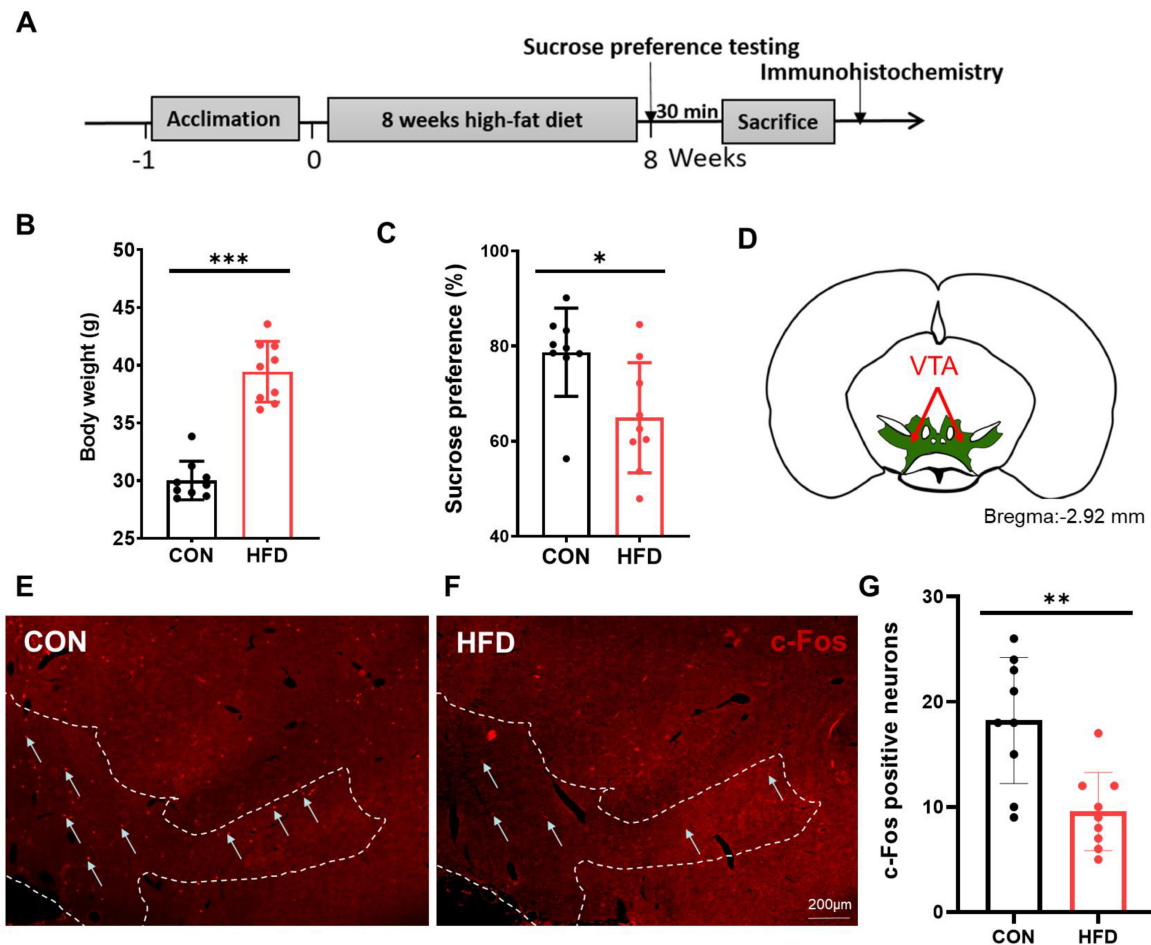 A
Sucrose preference testing
Immunohistochemistry
Acclimation
8 weeks high-fat diet
30 min
Sacrifice
-1
0
8 Weeks
B
***
Body weight (g)
50
45
40
35
30
25
CON
HFD
C
*
Sucrose preference (%)
100
80
60
40
CON
HFD
D
VTA
Bregma:-2.92 mm
E
CON
F
HFD
c-Fos
200μm
G
**
c-Fos positive neurons
30
20
10
0
CON
HFD